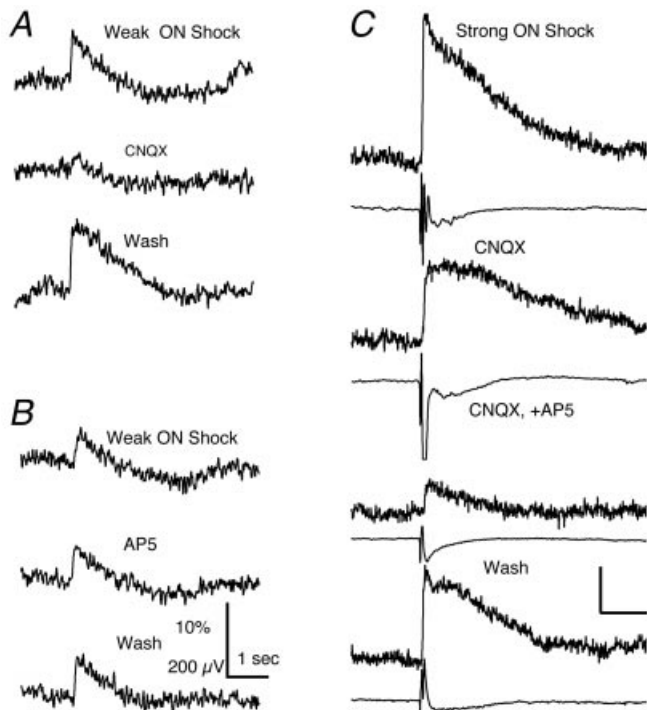 A
Weak ON Shock
CNQX
Wash
B
Weak ON Shock
AP5
Wash
10%
200 µV
1 sec
C
Strong ON Shock
CNQX
CNQX, +AP5
Wash